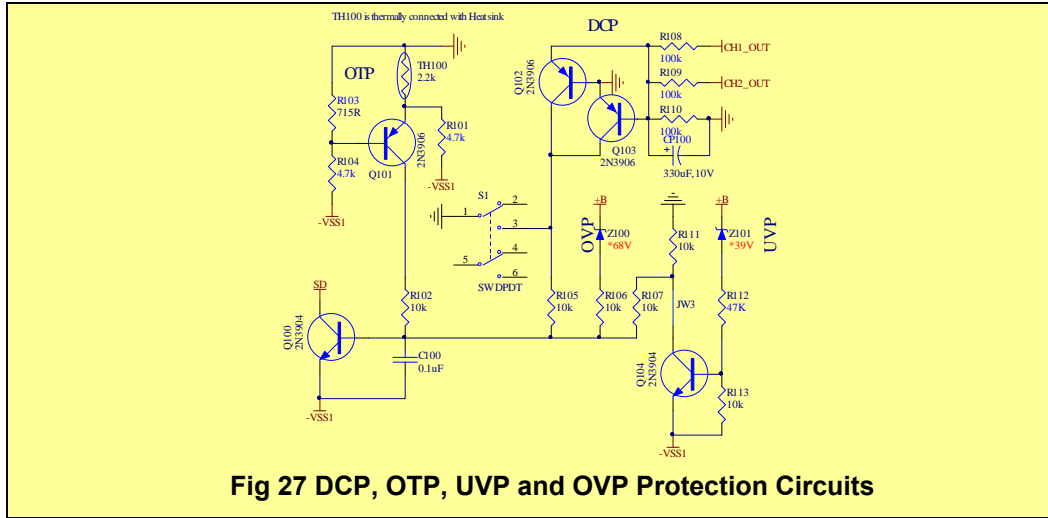 TH100 is thermally connected with Heatsink
DCP
OTP
TH100
2.2k
R103
715R
R104
4.7k
-VSS1
Q101
2N3906
R101
4.7k
-VSS1
Q102
2N3906
Q103
2N3906
R108
100k
CH1_OUT
R109
100k
CH2_OUT
R110
100k
CP100
+
330uF, 10V
S1
1
2
3
4
5
6
SW DPDT
OVP
+B
Z100
*68V
R111
10k
+B
Z101
*39V
UVP
SD
Q100
2N3904
R102
10k
C100
0.1uF
-VSS1
R105
10k
R106
10k
R107
10k
JW3
R112
47K
Q104
2N3904
R113
10k
-VSS1
Fig 27 DCP, OTP, UVP and OVP Protection Circuits